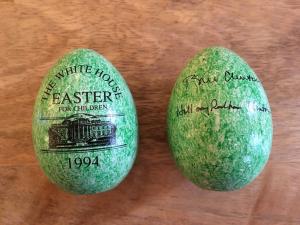 THE WHITE HOUSE
EASTER
FOR CHILDREN
1994
Bill Clinton
Hillary Rodham Clinton